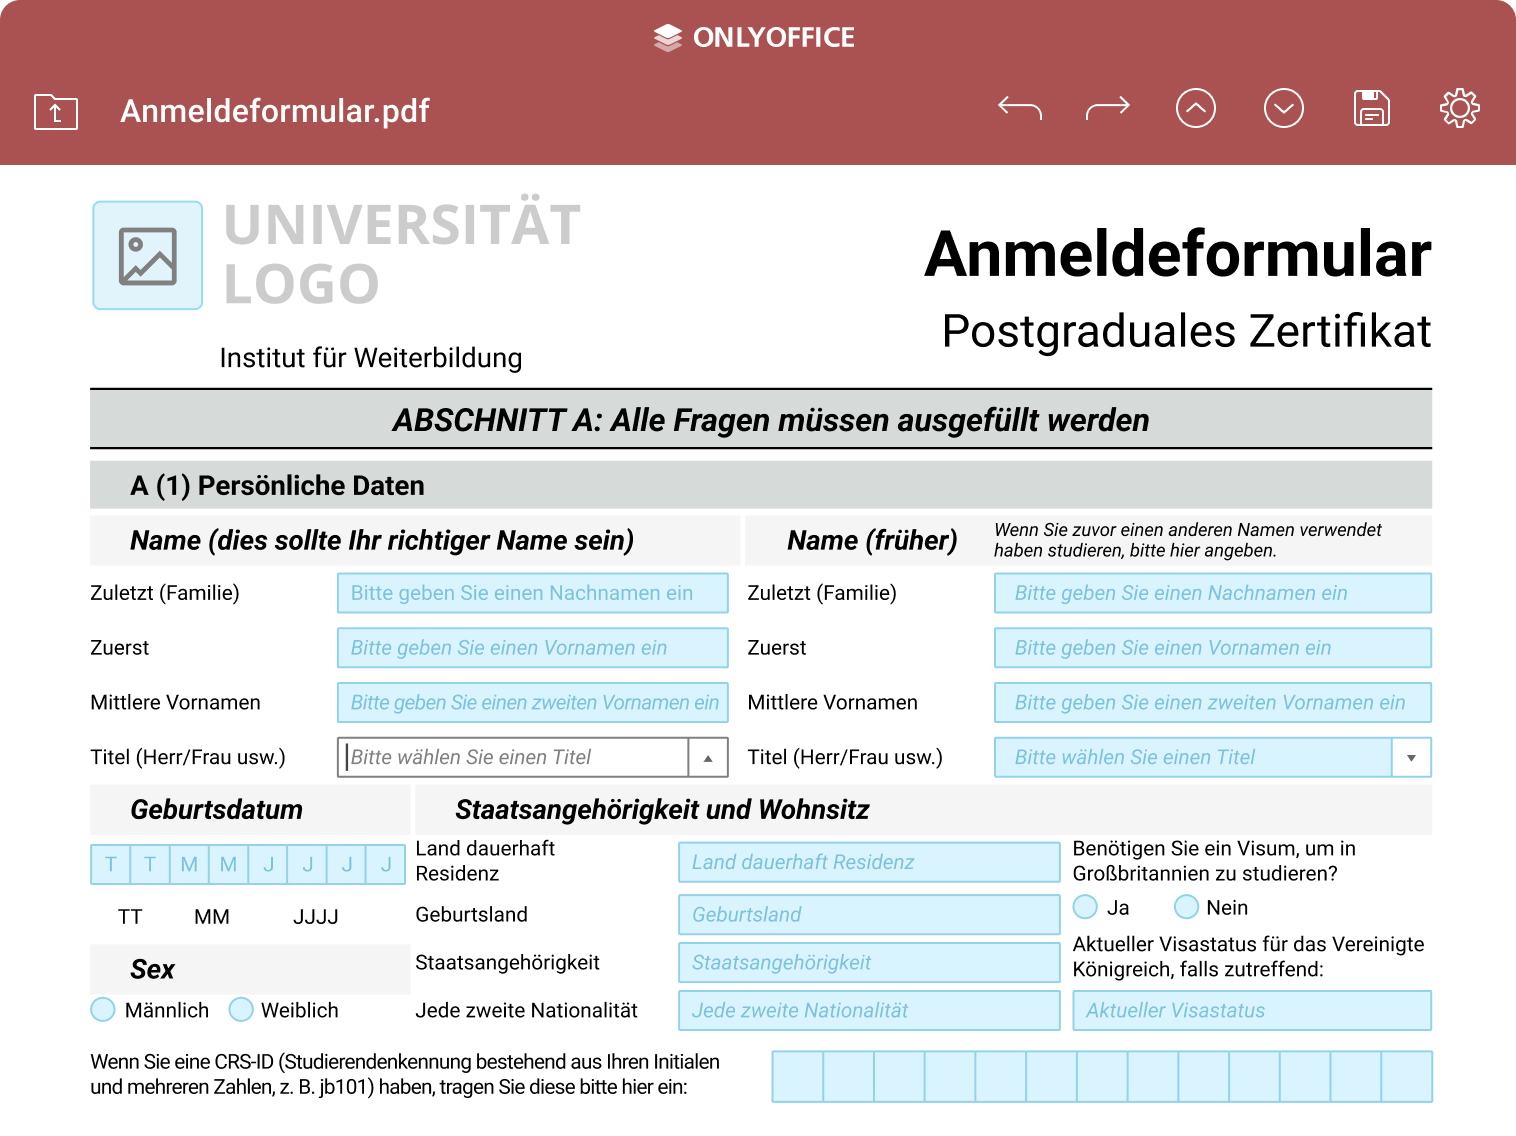 ONLYOFFICE
Anmeldeformular.pdf
UNIVERSITÄT
LOGO
Institut für Weiterbildung
Anmeldeformular
Postgraduales Zertifikat
ABSCHNITT A: Alle Fragen müssen ausgefüllt werden
A (1) Persönliche Daten
Name (dies sollte Ihr richtiger Name sein)
Name (früher)
Wenn Sie zuvor einen anderen Namen verwendet
haben studieren, bitte hier angeben.
Zuletzt (Familie) Bitte geben Sie einen Nachnamen ein
Zuletzt (Familie) Bitte geben Sie einen Nachnamen ein
Zuerst Bitte geben Sie einen Vornamen ein
Zuerst Bitte geben Sie einen Vornamen ein
Mittlere Vornamen Bitte geben Sie einen zweiten Vornamen ein
Mittlere Vornamen Bitte geben Sie einen zweiten Vornamen ein
Titel (Herr/Frau usw.) Bitte wählen Sie einen Titel
Titel (Herr/Frau usw.) Bitte wählen Sie einen Titel
Geburtsdatum
T T M M J J J J
TT MM JJJJ
Sex
Männlich Weiblich
Staatsangehörigkeit und Wohnsitz
Land dauerhaft
Residenz
Land dauerhaft Residenz
Geburtsland Geburtsland
Staatsangehörigkeit Staatsangehörigkeit
Jede zweite Nationalität Jede zweite Nationalität
Benötigen Sie ein Visum, um in
Großbritannien zu studieren?
Ja Nein
Aktueller Visastatus für das Vereinigte
Königreich, falls zutreffend:
Aktueller Visastatus
Wenn Sie eine CRS-ID (Studierendenkennung bestehend aus Ihren Initialen
und mehreren Zahlen, z. B. jb101) haben, tragen Sie diese bitte hier ein: